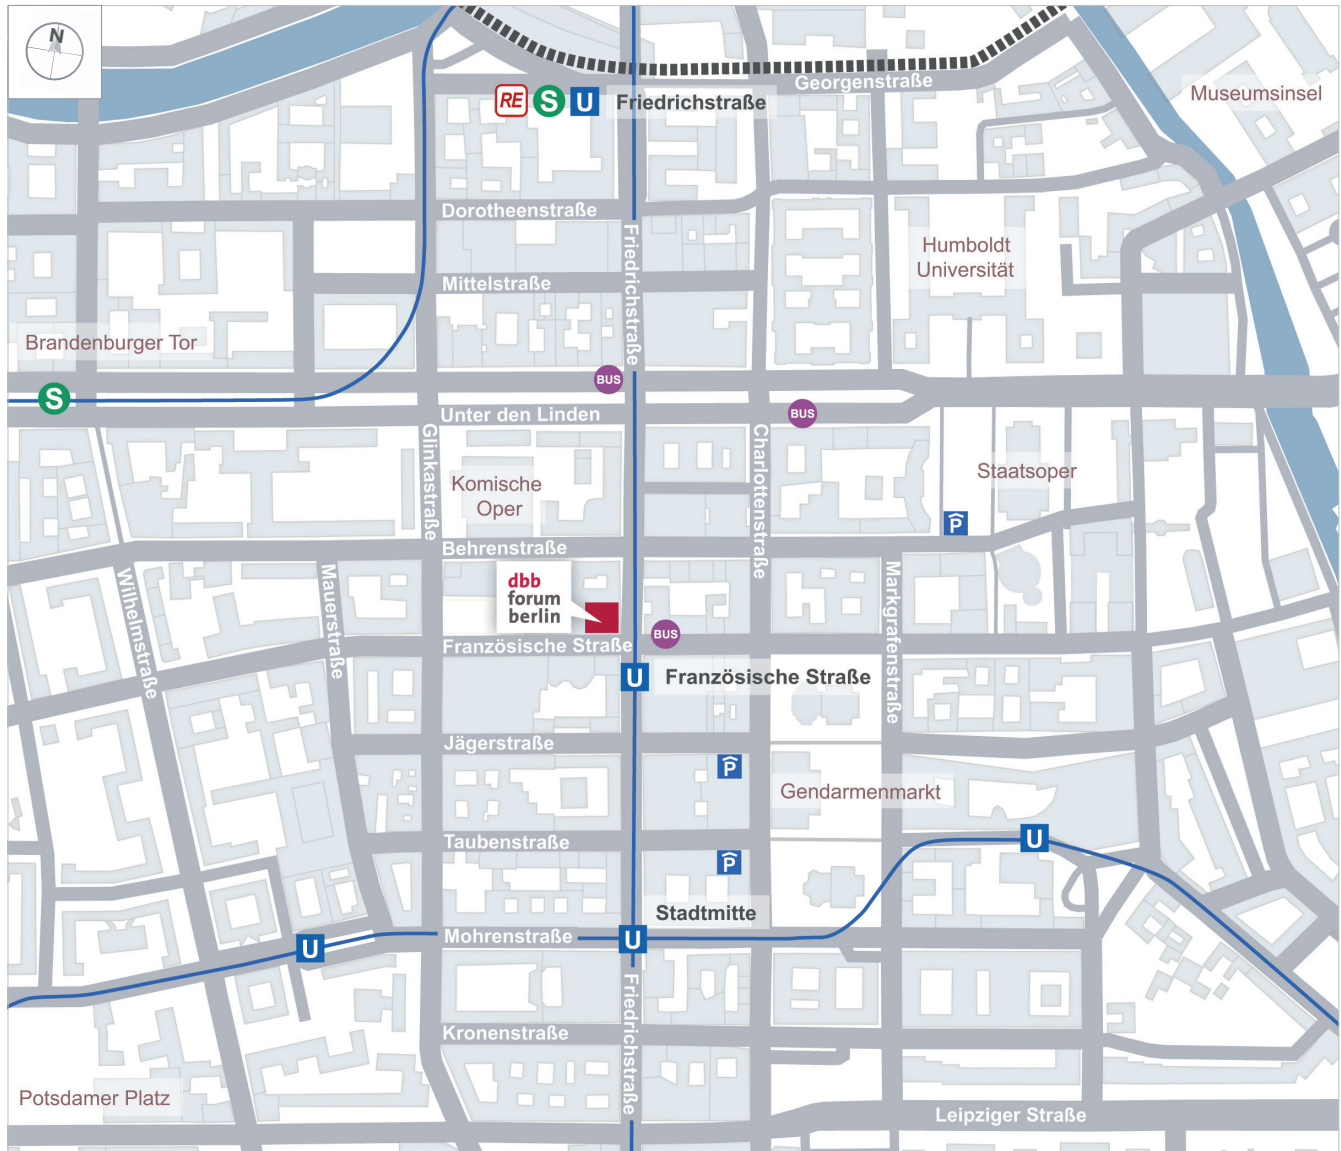 N
Georgenstraße
Museumsinsel
RE S U Friedrichstraße
Dorotheenstraße
Friedrichstraße
Humboldt
Universität
Mittelstraße
Brandenburger Tor
BUS
S
Unter den Linden
BUS
Glinkastraße
Charlottenstraße
Komische
Oper
Staatsoper
P
Behrenstraße
Wilhelmstraße
Mauerstraße
Markgrafenstraße
dbb
forum
berlin
BUS
Französische Straße
U Französische Straße
Jägerstraße
P
Gendarmenmarkt
Taubenstraße
U
P
Stadtmitte
Mohrenstraße
U
U
Friedrichstraße
Kronenstraße
Potsdamer Platz
Leipziger Straße